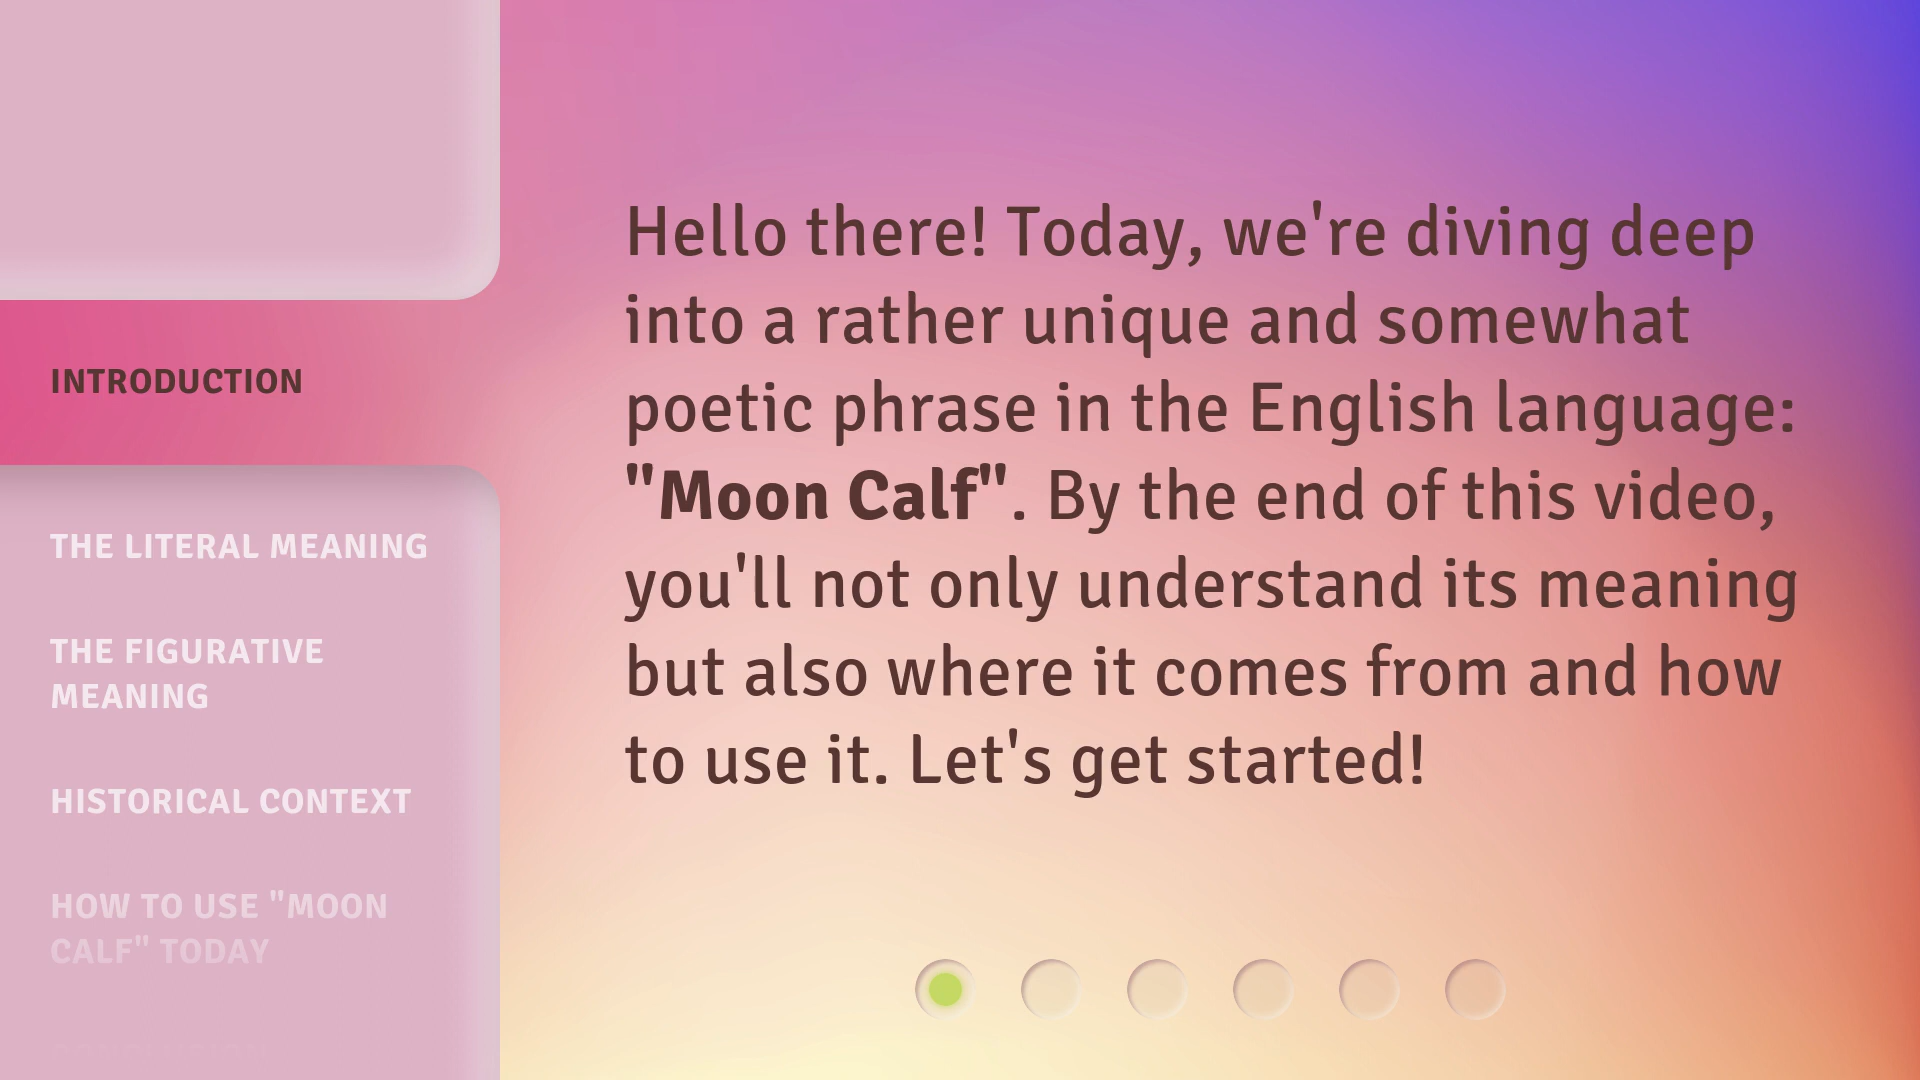 INTRODUCTION
THE LITERAL MEANING
THE FIGURATIVE
MEANING
HISTORICAL CONTEXT
HOW TO USE "MOON
CALF" TODAY
CONCLUSION
Hello there! Today, we're diving deep
into a rather unique and somewhat
poetic phrase in the English language:
"Moon Calf". By the end of this video,
you'll not only understand its meaning
but also where it comes from and how
to use it. Let's get started!